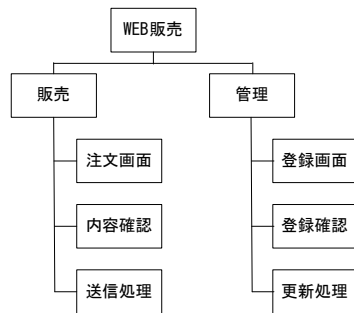 WEB販売
販売
管理
注文画面
登録画面
内容確認
登録確認
送信処理
更新処理